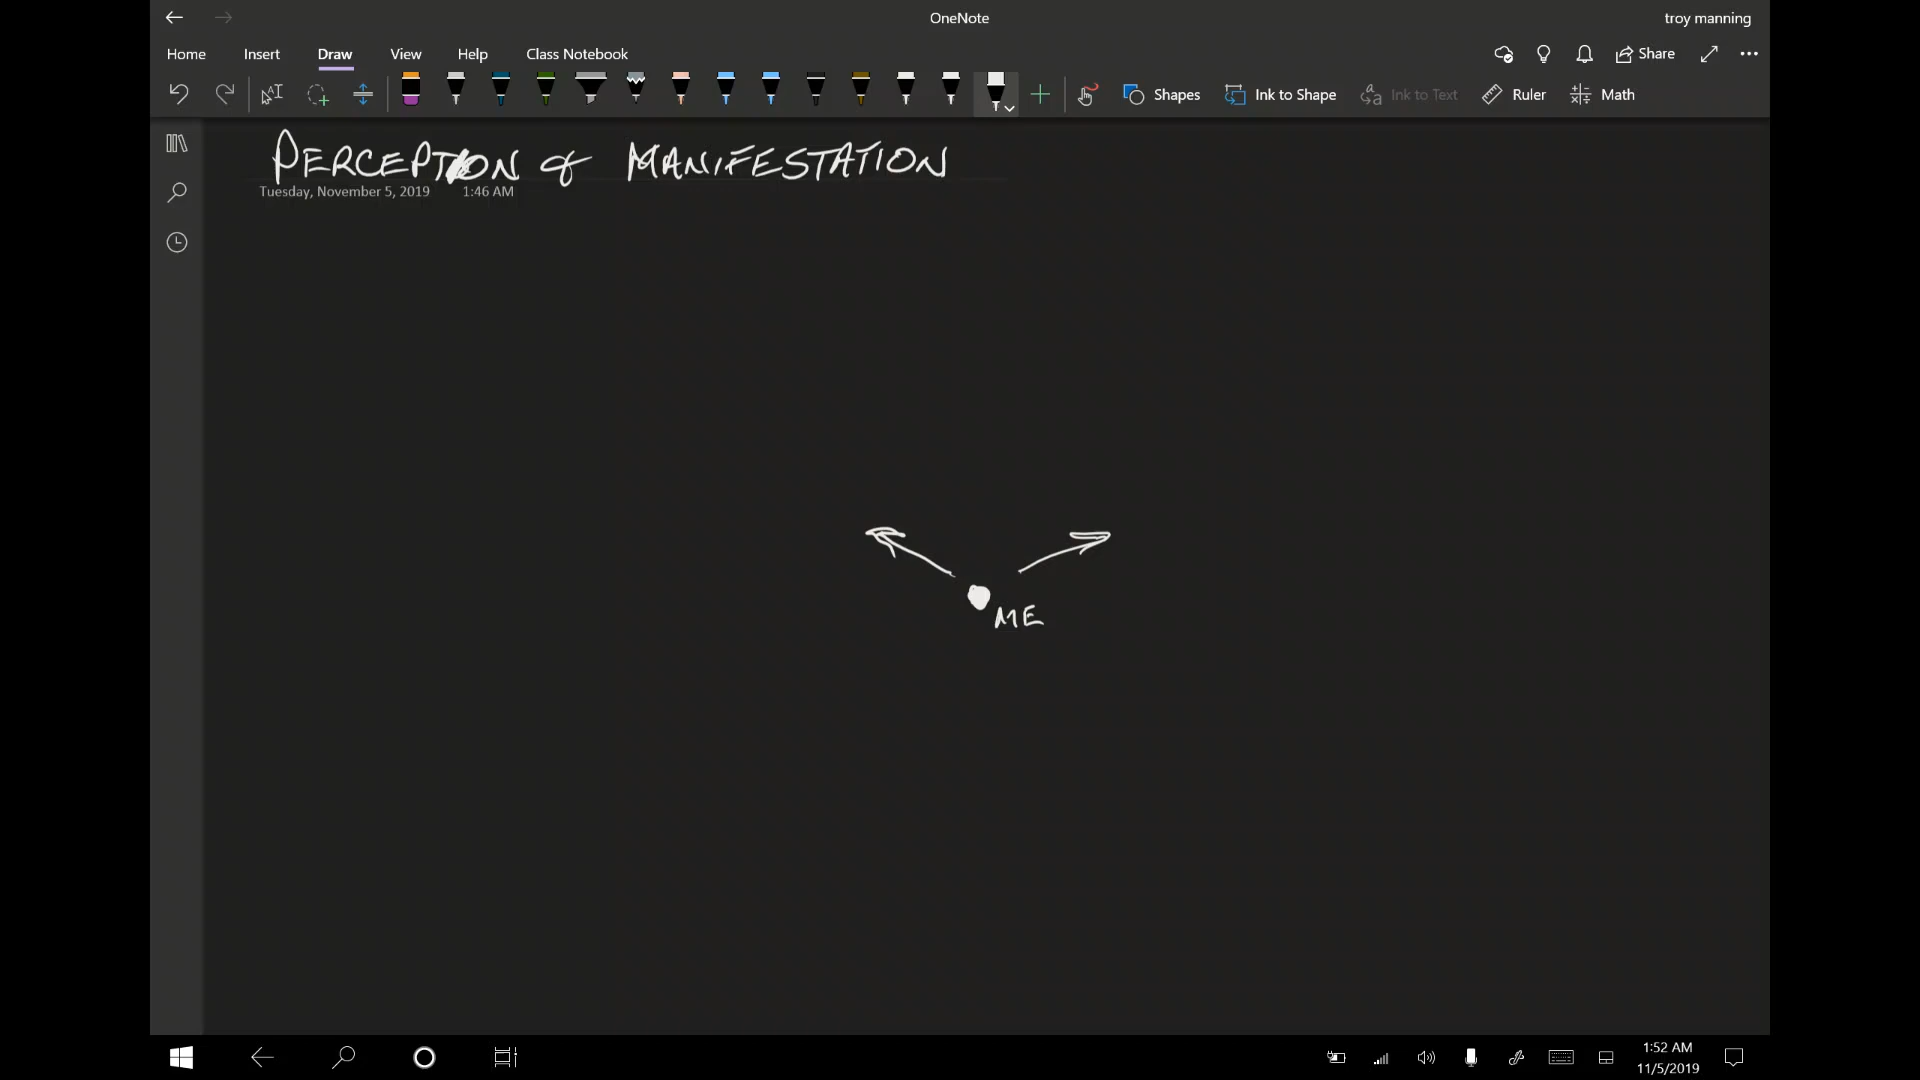 OneNote
troy manning
Home Insert Draw View Help Class Notebook
Share
Shapes Ink to Shape Ink to Text Ruler Math
PERCEPTION of MANIFESTATION
Tuesday, November 5, 2019 1:46 AM
ME
1:52 AM
11/5/2019